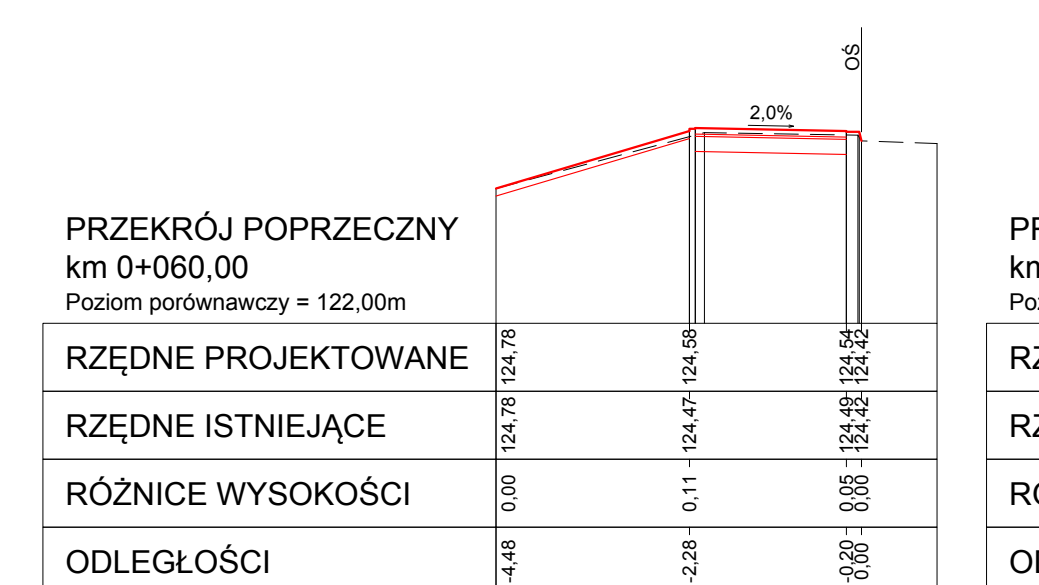 OŚ
2,0%
PRZEKRÓJ POPRZECZNY
km 0+060,00
Poziom porównawczy = 122,00m
RZĘDNE PROJEKTOWANE 124,78 124,58 124,54 124,42
RZĘDNE ISTNIEJĄCE 124,78 124,47 124,49 124,42
RÓŻNICE WYSOKOŚCI 0,00 0,11 0,05 0,00
ODLEGŁOŚCI -4,48 -2,28 -0,20 0,00